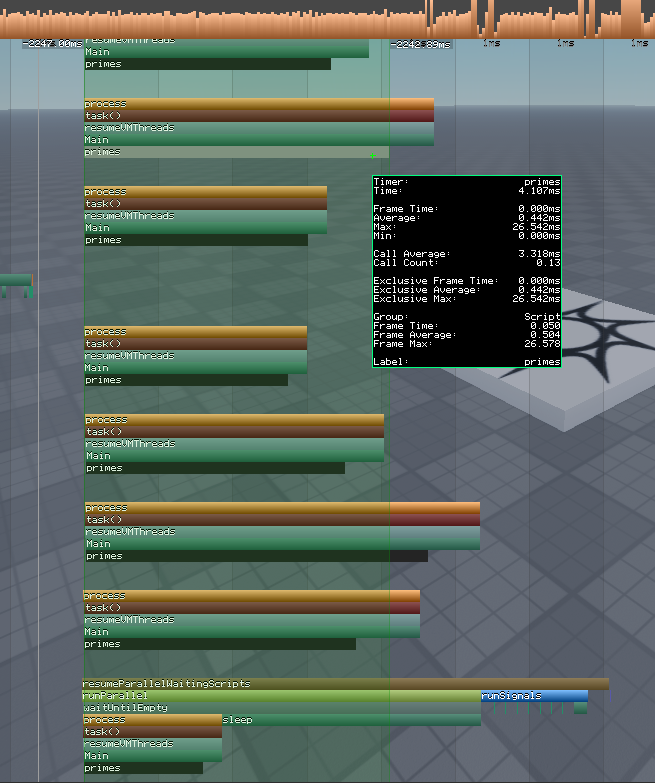 -2247.00ms -2242.89ms 1ms 1ms 1ms
resumeVMThreads
Main
primes
process
task()
resumeVMThreads
Main
primes
Timer: primes
Time: 4.107ms
Frame Time: 0.000ms
Average: 0.442ms
Max: 26.542ms
Min: 0.000ms
Call Average: 3.318ms
Call Count: 0.13
Exclusive Frame Time: 0.000ms
Exclusive Average: 0.442ms
Exclusive Max: 26.542ms
Group: Script
Frame Time: 0.050
Frame Average: 0.504
Frame Max: 26.578
Label: primes
process
task()
resumeVMThreads
Main
primes
process
task()
resumeVMThreads
Main
primes
process
task()
resumeVMThreads
Main
primes
process
task()
resumeVMThreads
Main
primes
process
task()
resumeVMThreads
Main
primes
resumeParallelWaitingScripts
runParallel runSignals
waitUntilEmpty
process sleep
task()
resumeVMThreads
Main
primes